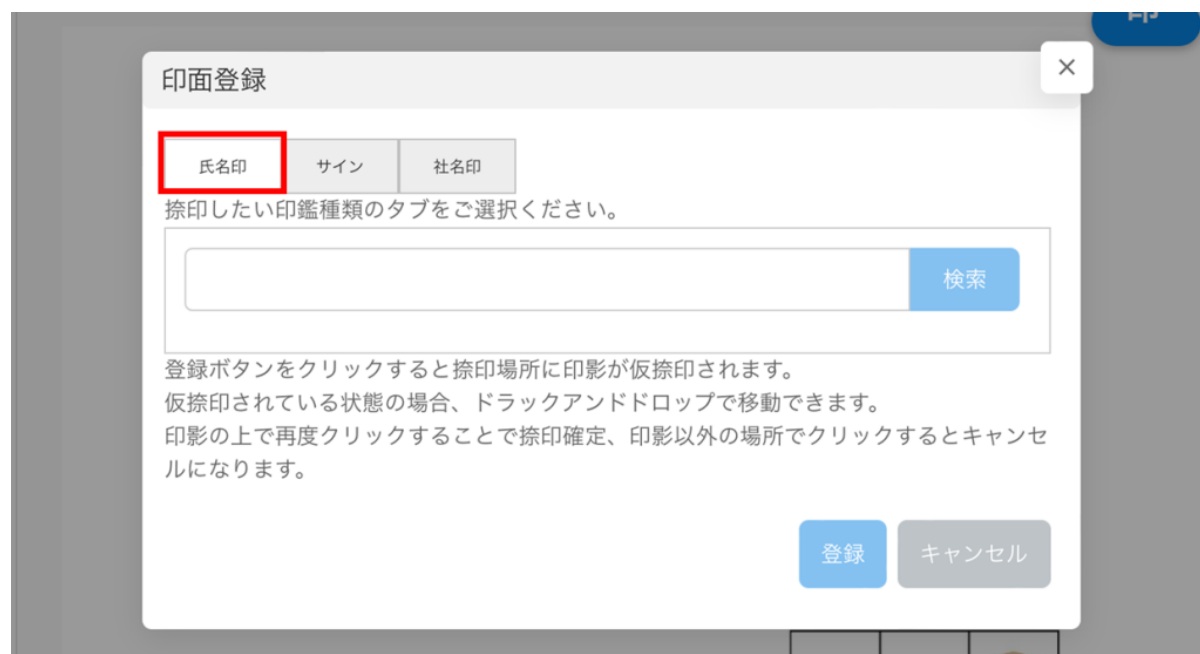 印
印面登録
×
氏名印 サイン 社名印
捺印したい印鑑種類のタブをご選択ください。
検索
登録ボタンをクリックすると捺印場所に印影が仮捺印されます。
仮捺印されている状態の場合、ドラックアンドドロップで移動できます。
印影の上で再度クリックすることで捺印確定、印影以外の場所でクリックするとキャンセ
ルになります。
登録 キャンセル